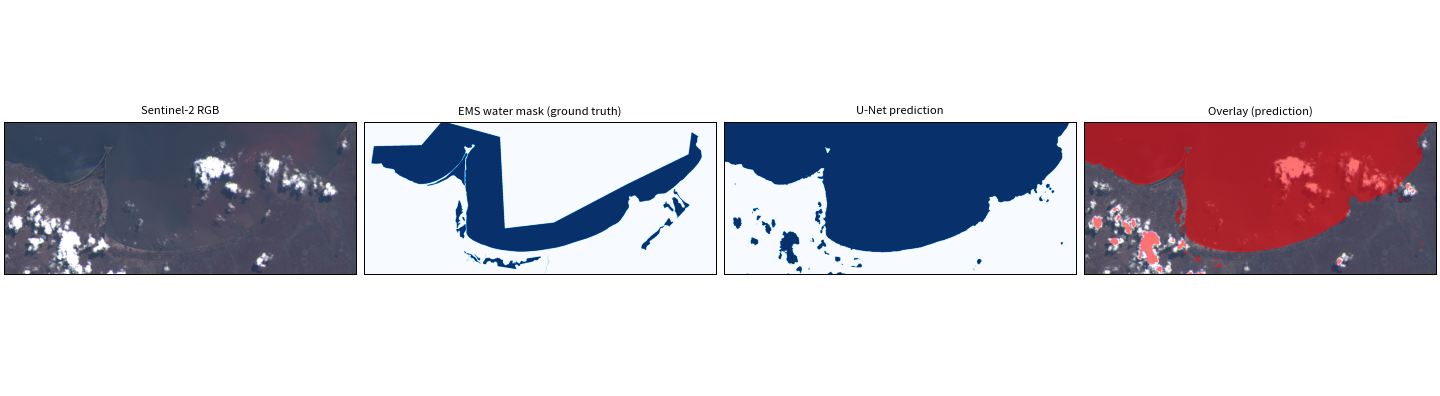 Sentinel-2 RGB
EMS water mask (ground truth)
U-Net prediction
Overlay (prediction)